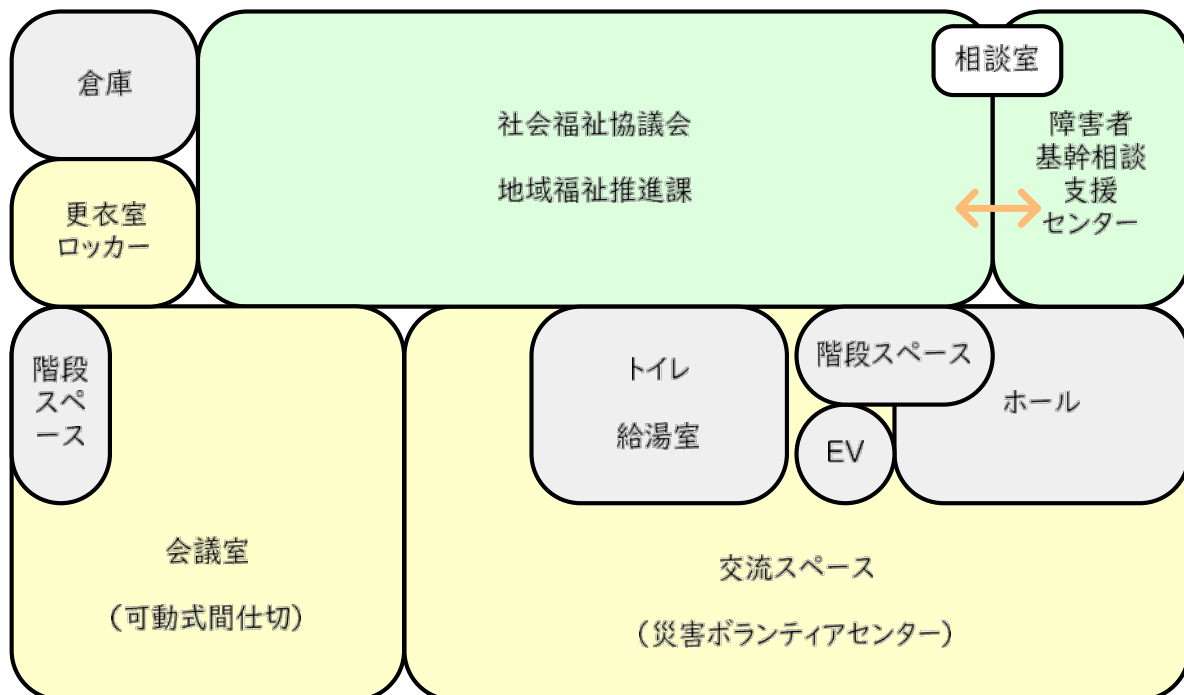 倉庫
社会福祉協議会
地域福祉推進課
相談室
障害者
基幹相談
支援
センター
更衣室
ロッカー
階段
スペ
ース
トイレ
給湯室
階段スペース
EV
ホール
会議室
（可動式間仕切）
交流スペース
（災害ボランティアセンター）